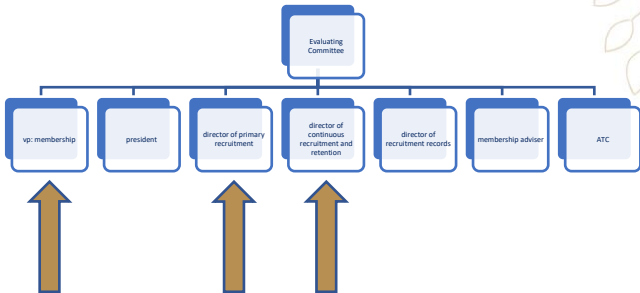 Evaluating
Committee
vp: membership
president
director of primary
recruitment
director of
continuous
recruitment and
retention
director of
recruitment records
membership adviser
ATC